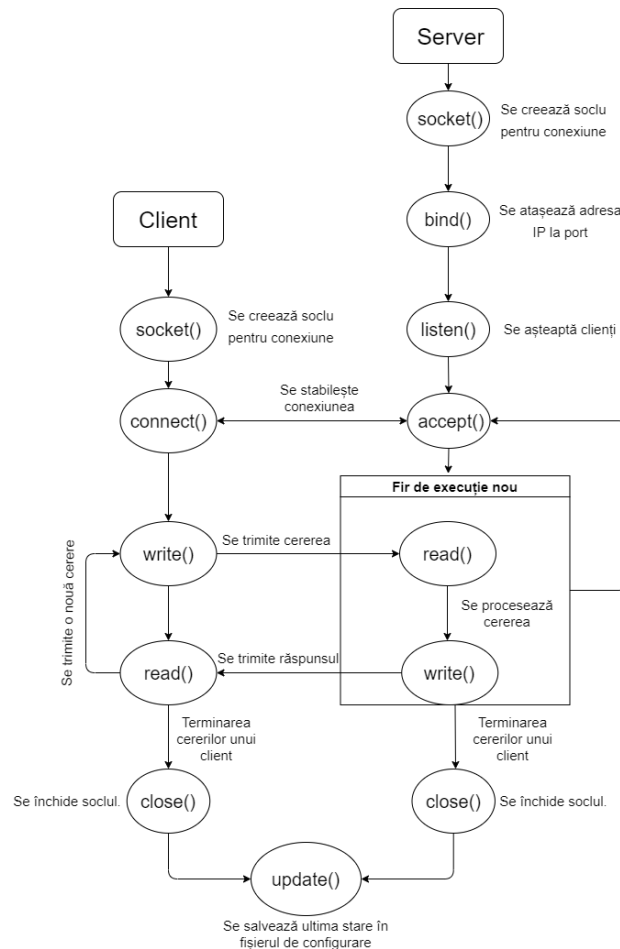 Server
socket()
Se creează soclu
pentru conexiune
bind()
Se atașează adresa
IP la port
Client
socket()
Se creează soclu
pentru conexiune
listen()
Se așteaptă clienți
connect()
Se stabilește
conexiunea
accept()
Fir de execuție nou
write()
Se trimite cererea
read()
Se trimite o nouă cerere
Se procesează
cererea
read()
Se trimite răspunsul
write()
Terminarea
cererilor unui
client
Terminarea
cererilor unui
client
Se închide soclul.
close()
close()
Se închide soclul.
update()
Se salvează ultima stare în
fișierul de configurare